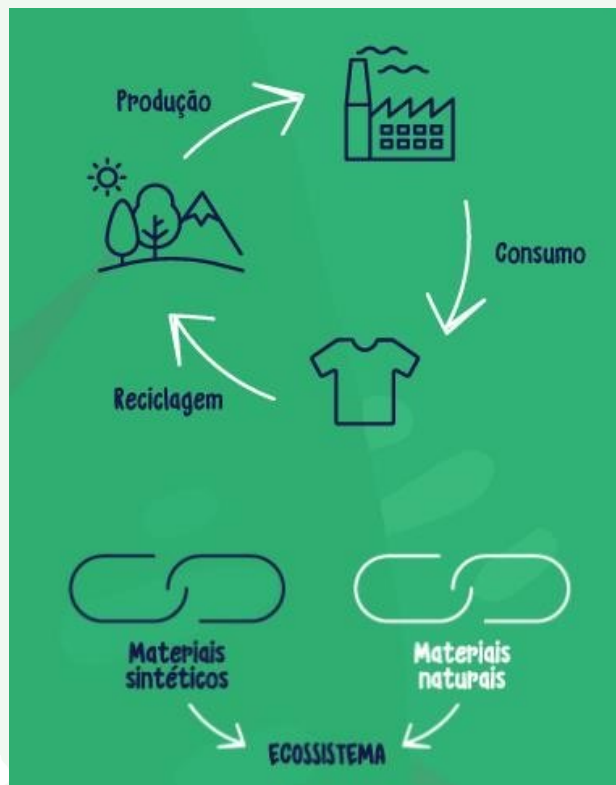 Produção
Consumo
Reciclagem
Materiais
sintéticos
Materiais
naturais
ECOSSISTEMA